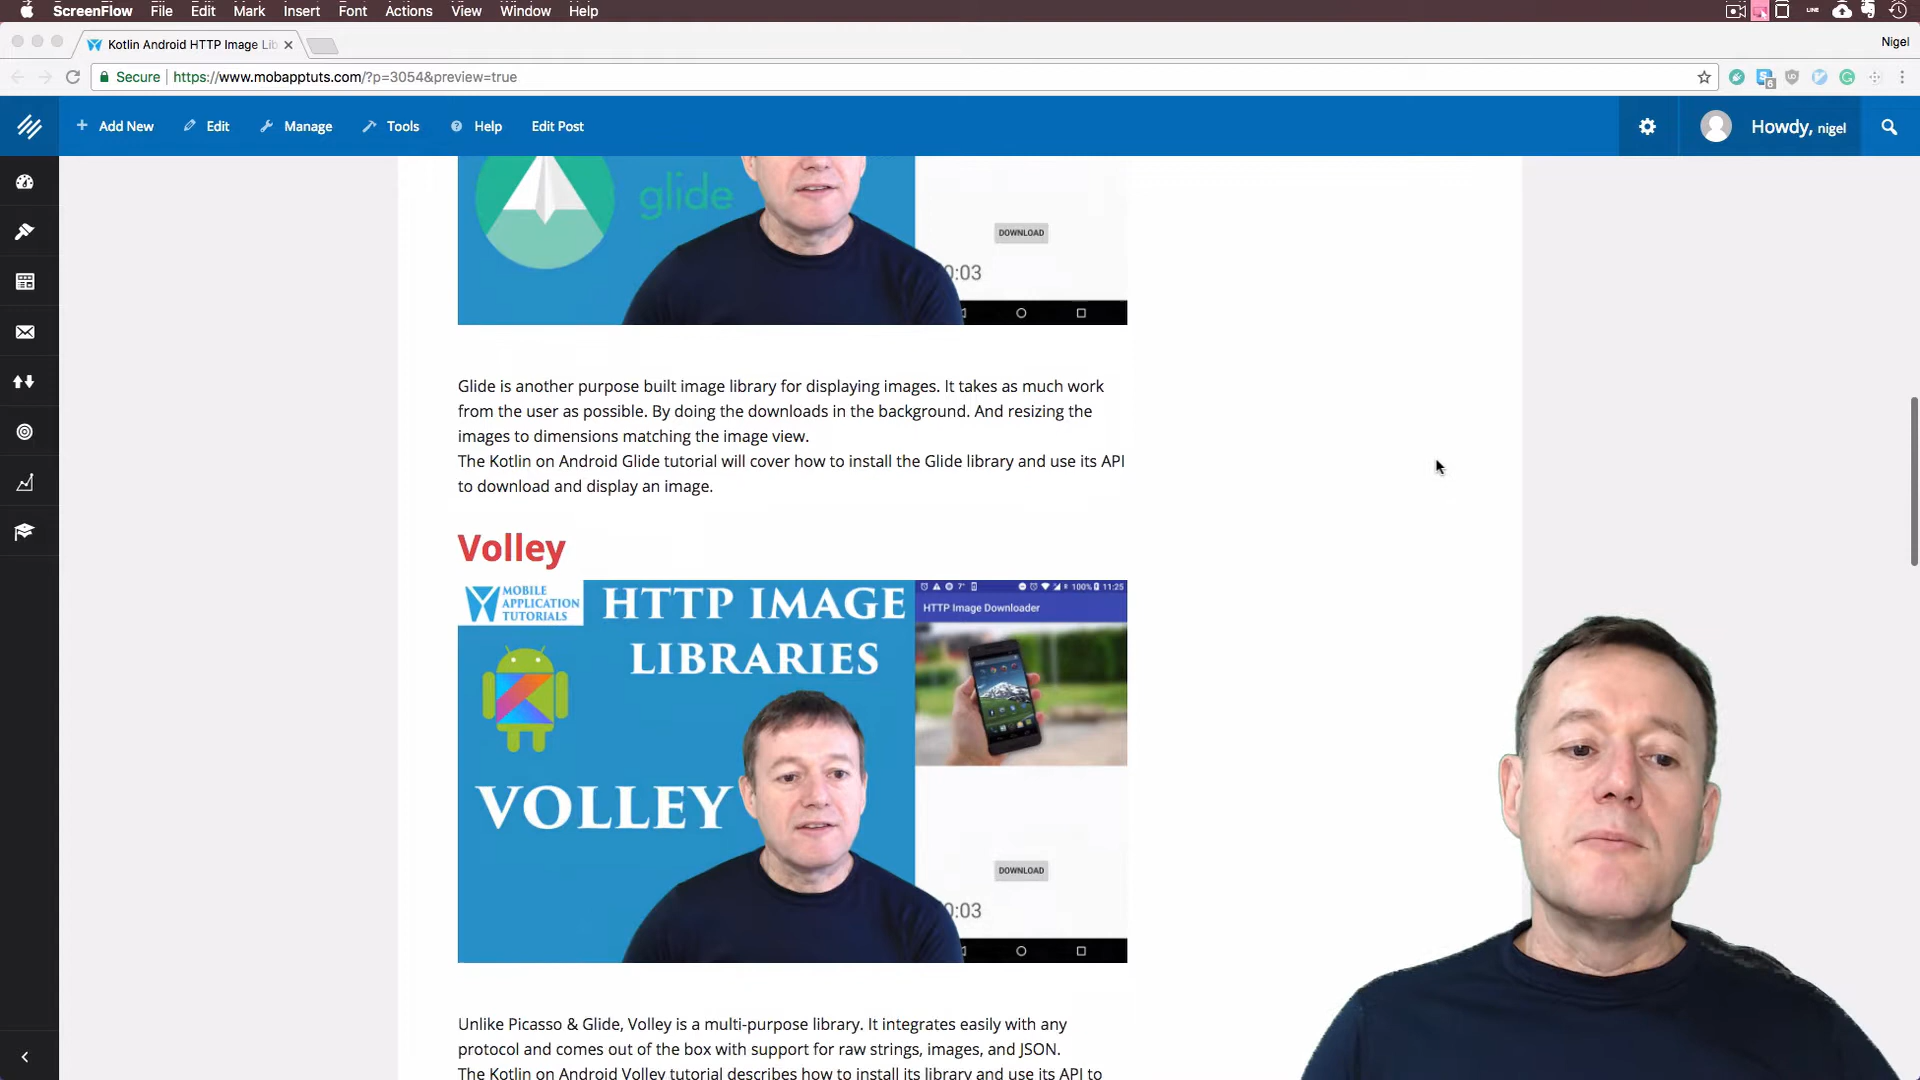 ScreenFlow File Edit Mark Insert Font Actions View Window Help
LINE
Kotlin Android HTTP Image Lib
Nigel
Secure https://www.mobapptuts.com/?p=3054&preview=true
6
Add New Edit Manage Tools Help Edit Post
Howdy, nigel
glide
DOWNLOAD
0:03
Glide is another purpose built image library for displaying images. It takes as much work
from the user as possible. By doing the downloads in the background. And resizing the
images to dimensions matching the image view.
The Kotlin on Android Glide tutorial will cover how to install the Glide library and use its API
to download and display an image.
Volley
MOBILE
APPLICATION
TUTORIALS
HTTP IMAGE
LIBRARIES
7° 100% 11:25
HTTP Image Downloader
VOLLEY
DOWNLOAD
0:03
Unlike Picasso & Glide, Volley is a multi-purpose library. It integrates easily with any
protocol and comes out of the box with support for raw strings, images, and JSON.
The Kotlin on Android Volley tutorial describes how to install its library and use its API to